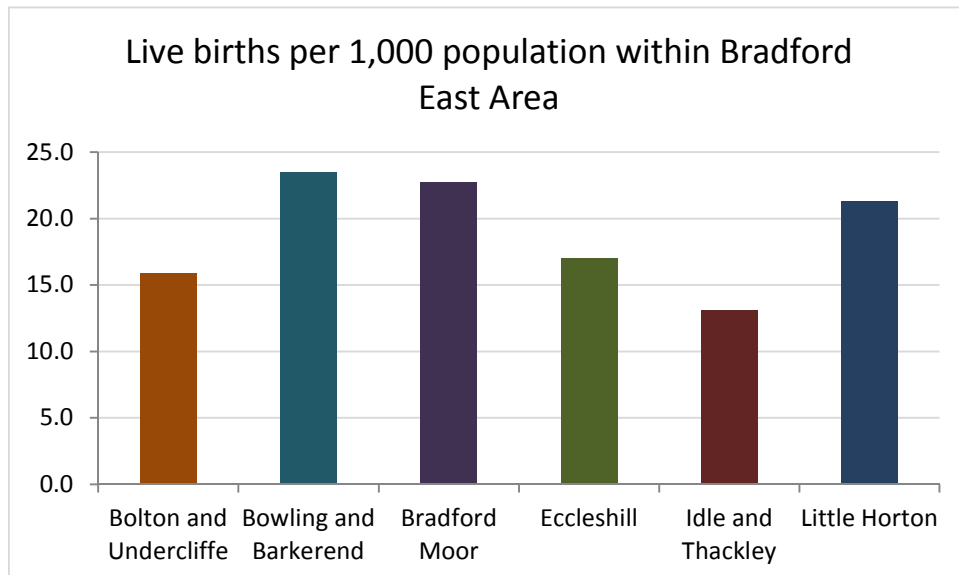 Live births per 1,000 population within Bradford
East Area
25.0
20.0
15.0
10.0
5.0
0.0
Bolton and
Undercliffe
Bowling and
Barkerend
Bradford
Moor
Eccleshill
Idle and
Thackley
Little Horton